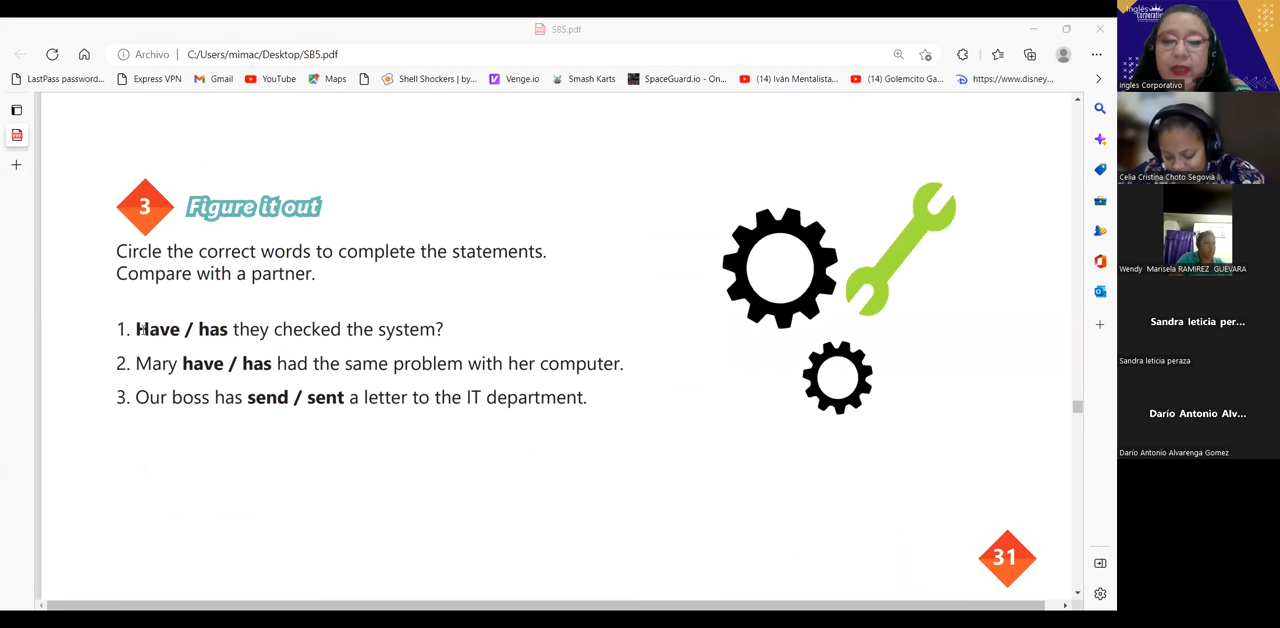 SB5.pdf
Archivo | C:/Users/mimac/Desktop/SB5.pdf
LastPass password... Express VPN Gmail YouTube Maps Shell Shockers | by... Venge.io Smash Karts SpaceGuard.io - On... (14) Iván Mentalista... (14) Golemcito Ga... https://www.disney...
3 Figure it out
Circle the correct words to complete the statements.
Compare with a partner.
1. Have / has they checked the system?
2. Mary have / has had the same problem with her computer.
3. Our boss has send / sent a letter to the IT department.
31
Inglés
Corporativo
Ingles Corporativo
Celia Cristina Choto Segovia
Wendy Marisela RAMIREZ GUEVARA
Sandra leticia per...
Sandra leticia peraza
Darío Antonio Alv...
Darío Antonio Alvarenga Gomez